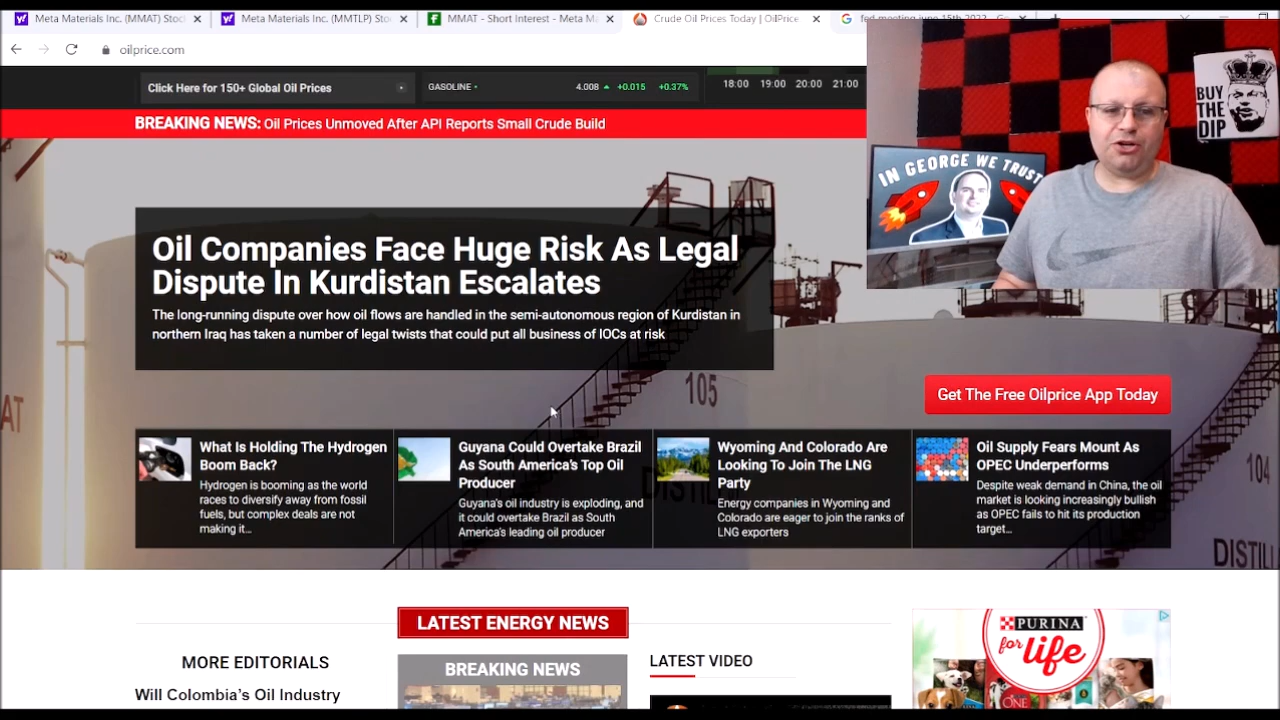 Meta Materials Inc. (MMAT) Stoc
Meta Materials Inc. (MMTLP) Sto
MMAT - Short Interest - Meta M
Crude Oil Prices Today | OilPrice
fed meeting june 15th 2022 - Go
oilprice.com
Click Here for 150+ Global Oil Prices
GASOLINE
4.008 +0.015 +0.37%
18:00 19:00 20:00 21:00
BREAKING NEWS: Oil Prices Unmoved After API Reports Small Crude Build
BUY
THE
DIP
IN GEORGE WE TRUST
Oil Companies Face Huge Risk As Legal
Dispute In Kurdistan Escalates
The long-running dispute over how oil flows are handled in the semi-autonomous region of Kurdistan in
northern Iraq has taken a number of legal twists that could put all business of IOCs at risk
105
AT
Get The Free Oilprice App Today
What Is Holding The Hydrogen
Boom Back?
Hydrogen is booming as the world
races to diversify away from fossil
fuels, but complex deals are not
making it...
Guyana Could Overtake Brazil
As South America's Top Oil
Producer
Guyana's oil industry is exploding, and
it could overtake Brazil as South
America's leading oil producer
Wyoming And Colorado Are
Looking To Join The LNG
Party
Energy companies in Wyoming and
Colorado are eager to join the ranks of
LNG exporters
Oil Supply Fears Mount As
OPEC Underperforms
Despite weak demand in China, the oil
market is looking increasingly bullish
as OPEC fails to hit its production
target...
104
DISTILL
DISTIL
LATEST ENERGY NEWS
MORE EDITORIALS
Will Colombia's Oil Industry
BREAKING NEWS
LATEST VIDEO
PURINA
for
life
ONE